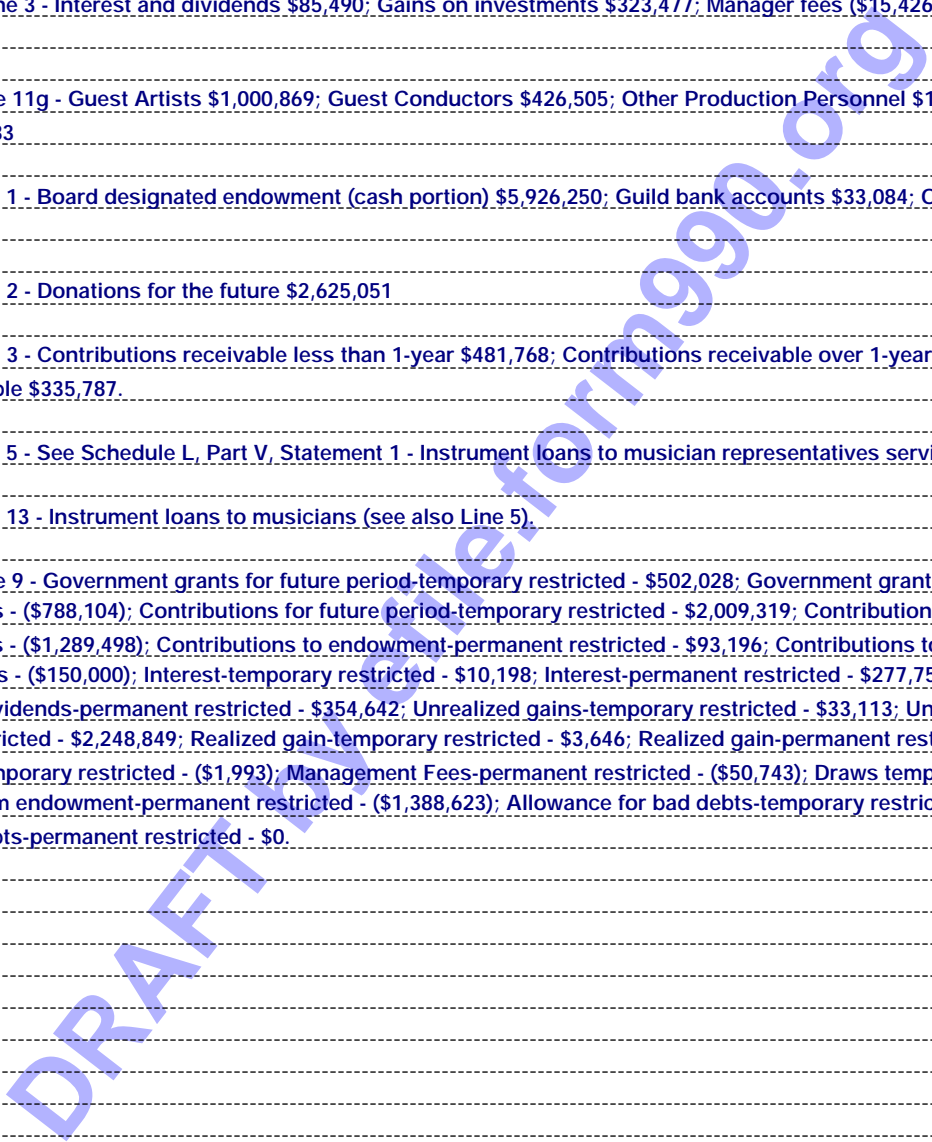 ne 3 - Interest and dividends $85,490; Gains on investments $323,477; Manager fees ($15,426
e 11g - Guest Artists $1,000,869; Guest Conductors $426,505; Other Production Personnel $1
33
1 - Board designated endowment (cash portion) $5,926,250; Guild bank accounts $33,084; C
2 - Donations for the future $2,625,051
3 - Contributions receivable less than 1-year $481,768; Contributions receivable over 1-year
ble $335,787.
5 - See Schedule L, Part V, Statement 1 - Instrument loans to musician representatives servi
13 - Instrument loans to musicians (see also Line 5).
e 9 - Government grants for future period-temporary restricted - $502,028; Government grant
s - ($788,104); Contributions for future period-temporary restricted - $2,009,319; Contribution
s - ($1,289,498); Contributions to endowment-permanent restricted - $93,196; Contributions to
s - ($150,000); Interest-temporary restricted - $10,198; Interest-permanent restricted - $277,75
vidends-permanent restricted - $354,642; Unrealized gains-temporary restricted - $33,113; Un
ricted - $2,248,849; Realized gain-temporary restricted - $3,646; Realized gain-permanent rest
mporary restricted - ($1,993); Management Fees-permanent restricted - ($50,743); Draws temp
m endowment-permanent restricted - ($1,388,623); Allowance for bad debts-temporary restric
bts-permanent restricted - $0.
DRAFT by efile.form990.org